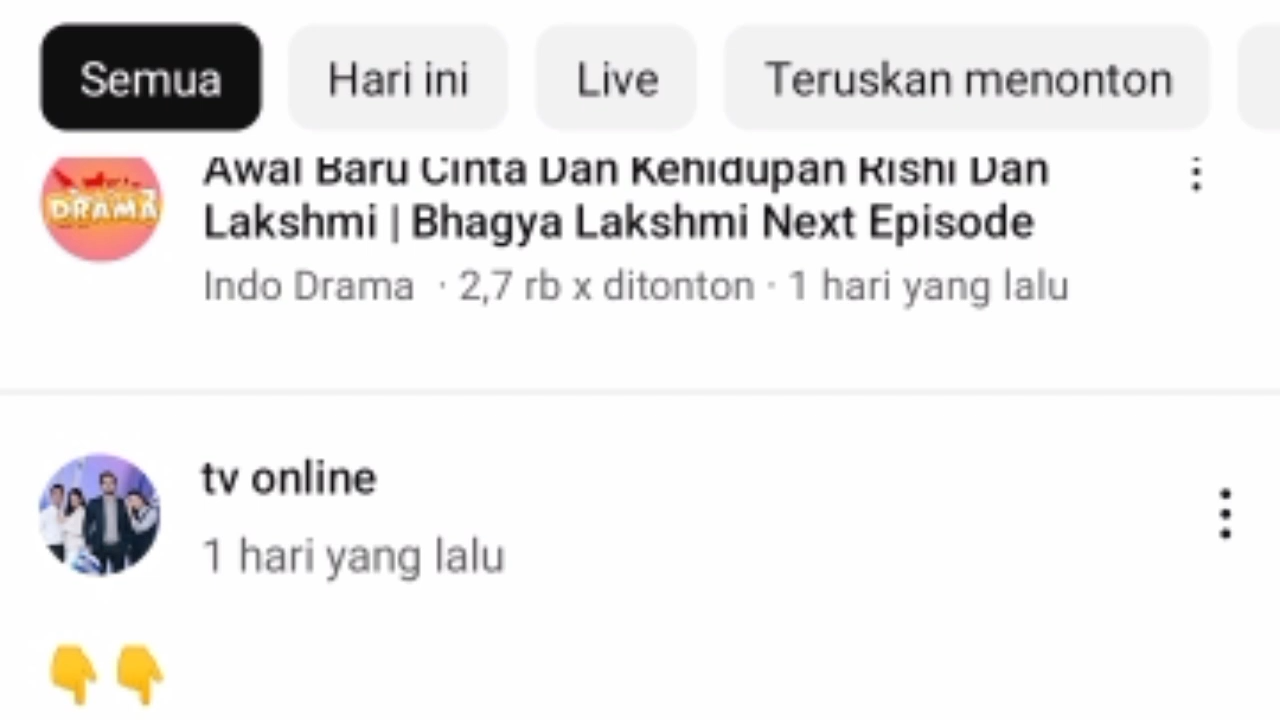 Semua
Hari ini
Live
Teruskan menonton
DRAMA
Awal Baru Cinta Dan Kehidupan Rishi Dan
Lakshmi | Bhagya Lakshmi Next Episode
Indo Drama · 2,7 rb x ditonton · 1 hari yang lalu
tv online
1 hari yang lalu
👇👇